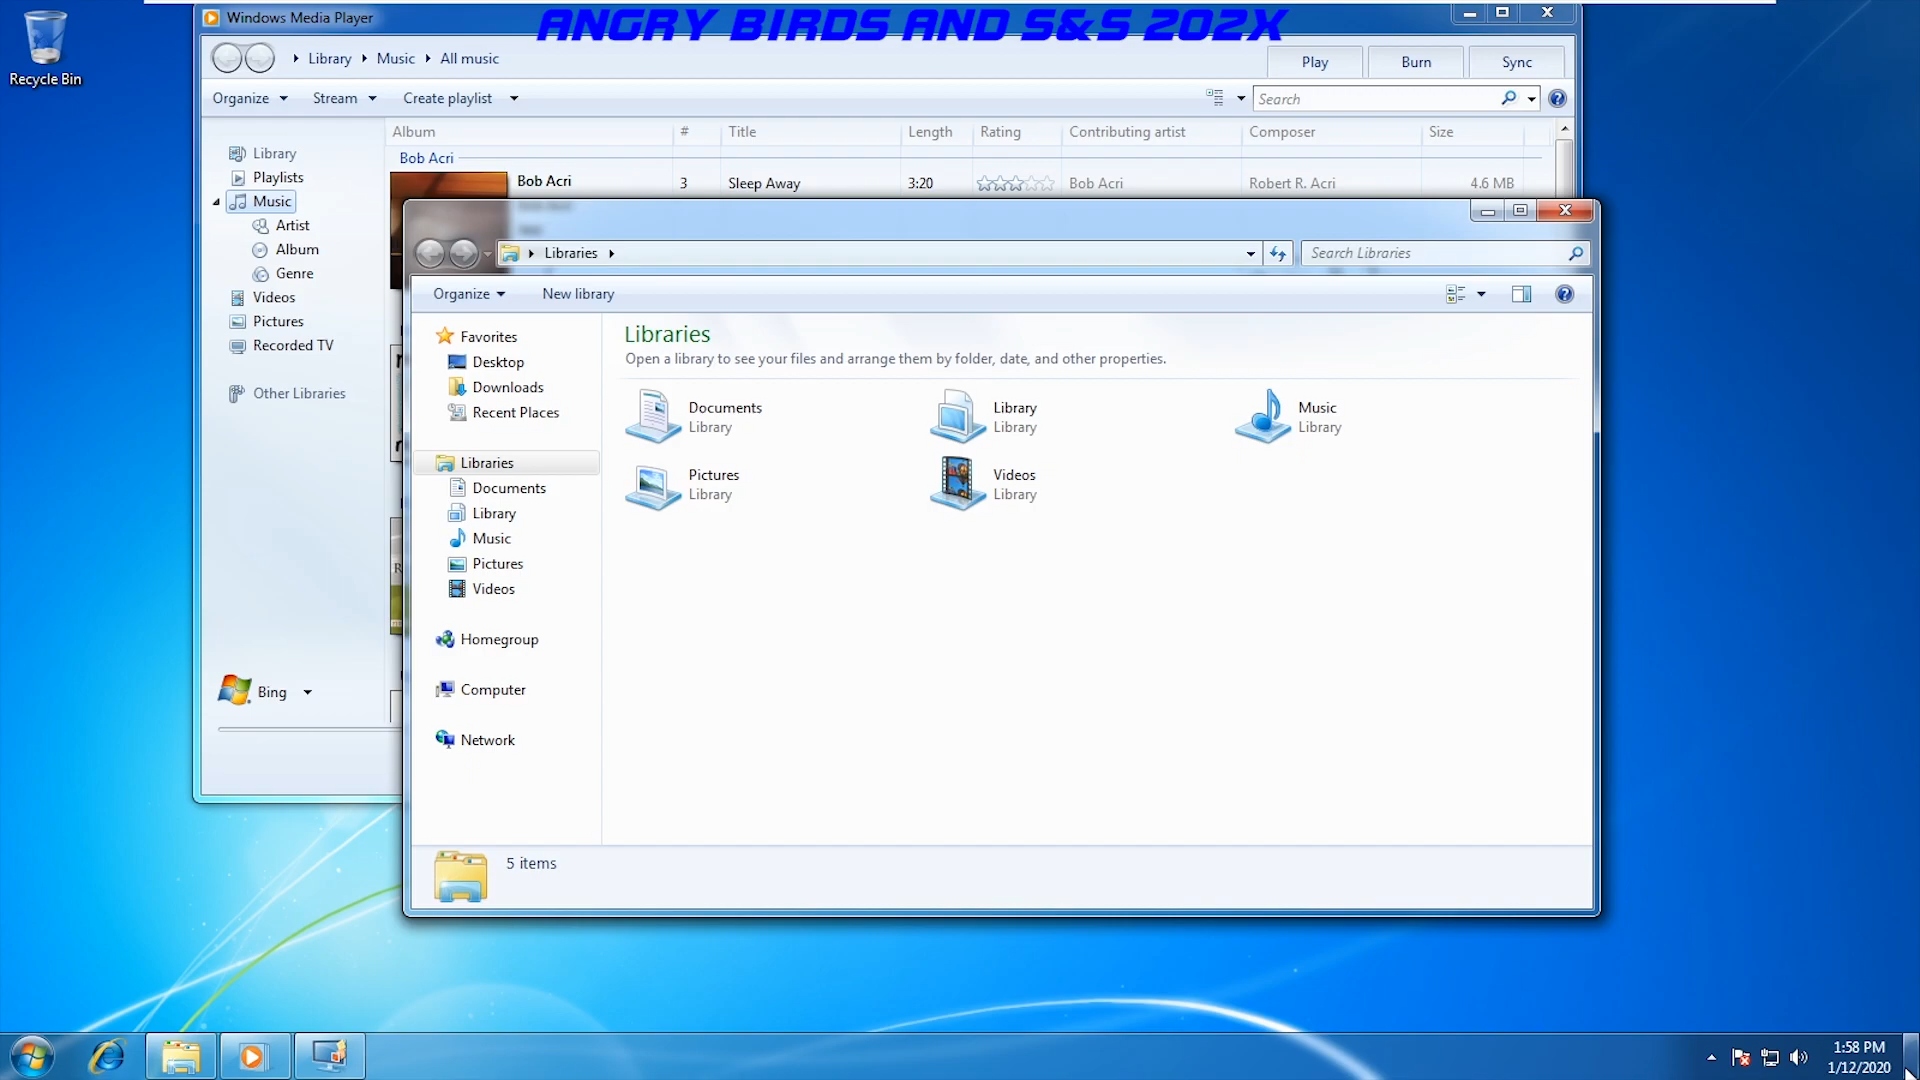 ANGRY BIRDS AND S&S 202X
Recycle Bin
Windows Media Player
Library Music All music
Play Burn Sync
Organize Stream Create playlist
Search
Album # Title Length Rating Contributing artist Composer Size
Bob Acri
Bob Acri 3 Sleep Away 3:20 Bob Acri Robert R. Acri 4.6 MB
Library
Playlists
Music
Artist
Album
Genre
Videos
Pictures
Recorded TV
Other Libraries
Bing
Libraries
Search Libraries
Organize New library
Favorites
Desktop
Downloads
Recent Places
Libraries
Documents
Library
Music
Pictures
Videos
Homegroup
Computer
Network
Libraries
Open a library to see your files and arrange them by folder, date, and other properties.
Documents
Library
Library
Library
Music
Library
Pictures
Library
Videos
Library
5 items
1:58 PM
1/12/2020